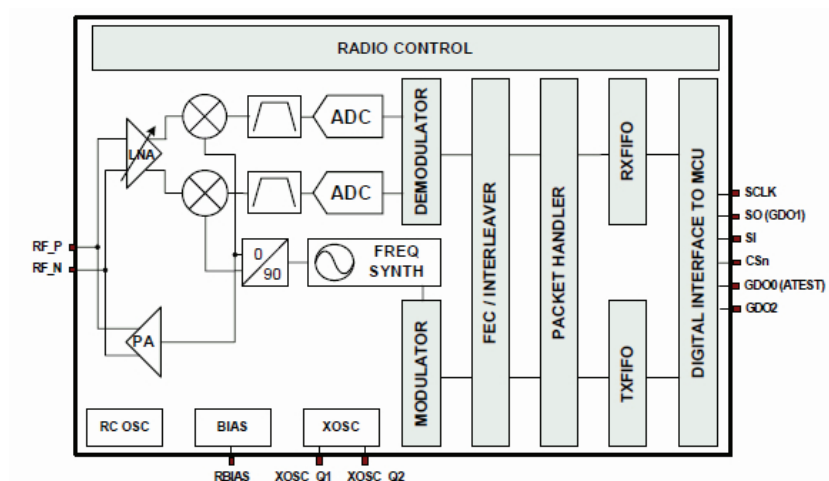 RADIO CONTROL
LNA
ADC
ADC
DEMODULATOR
FEC / INTERLEAVER
PACKET HANDLER
RXFIFO
DIGITAL INTERFACE TO MCU
SCLK
SO (GDO1)
SI
CSn
GDO0 (ATEST)
GDO2
RF_P
RF_N
0
90
FREQ
SYNTH
PA
MODULATOR
TXFIFO
RC OSC
BIAS
XOSC
RBIAS
XOSC_Q1
XOSC_Q2